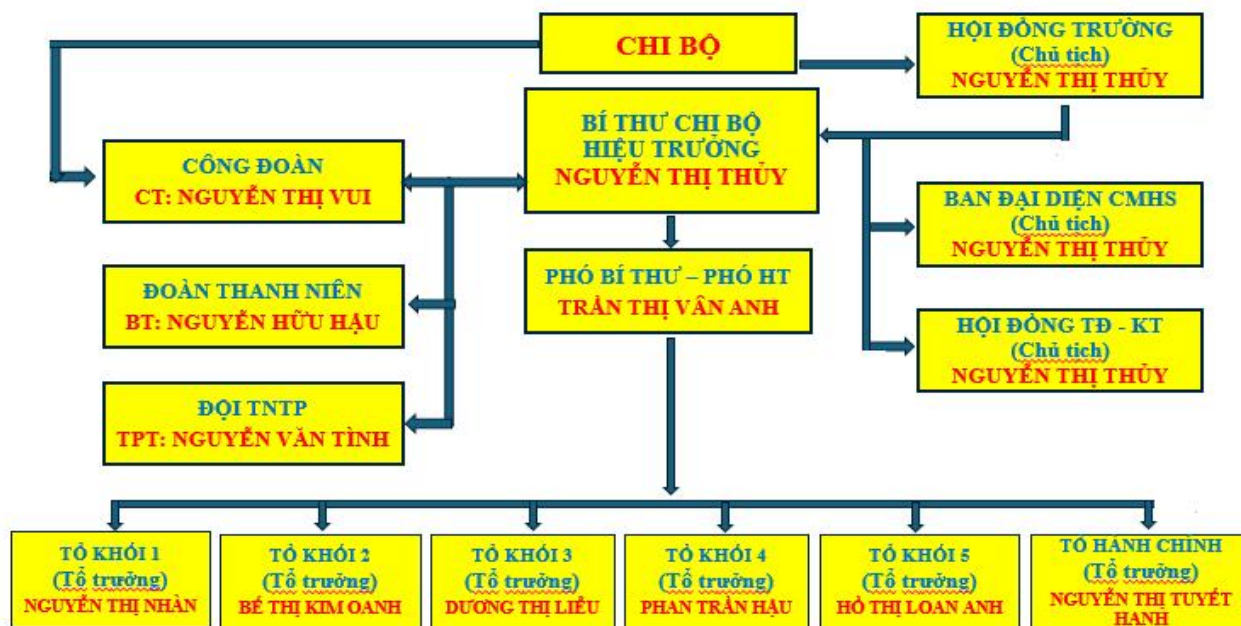 CHI BỘ
HỘI ĐỒNG TRƯỜNG
(Chủ tịch)
NGUYỄN THỊ THỦY
BÍ THƯ CHI BỘ
HIỆU TRƯỞNG
NGUYỄN THỊ THỦY
CÔNG ĐOÀN
CT: NGUYỄN THỊ VUI
BAN ĐẠI DIỆN CMHS
(Chủ tịch)
NGUYỄN THỊ THỦY
PHÓ BÍ THƯ – PHÓ HT
TRẦN THỊ VÂN ANH
ĐOÀN THANH NIÊN
BT: NGUYỄN HỮU HẬU
HỘI ĐỒNG TĐ - KT
(Chủ tịch)
NGUYỄN THỊ THỦY
ĐỘI TNTP
TPT: NGUYỄN VĂN TÌNH
TỔ KHỐI 1
(Tổ trưởng)
NGUYỄN THỊ NHÀN
TỔ KHỐI 2
(Tổ trưởng)
BẾ THỊ KIM OANH
TỔ KHỐI 3
(Tổ trưởng)
DƯƠNG THỊ LIỄU
TỔ KHỐI 4
(Tổ trưởng)
PHAN TRẦN HẬU
TỔ KHỐI 5
(Tổ trưởng)
HỒ THỊ LOAN ANH
TỔ HÀNH CHÍNH
(Tổ trưởng)
NGUYỄN THỊ TUYẾT
HẠNH